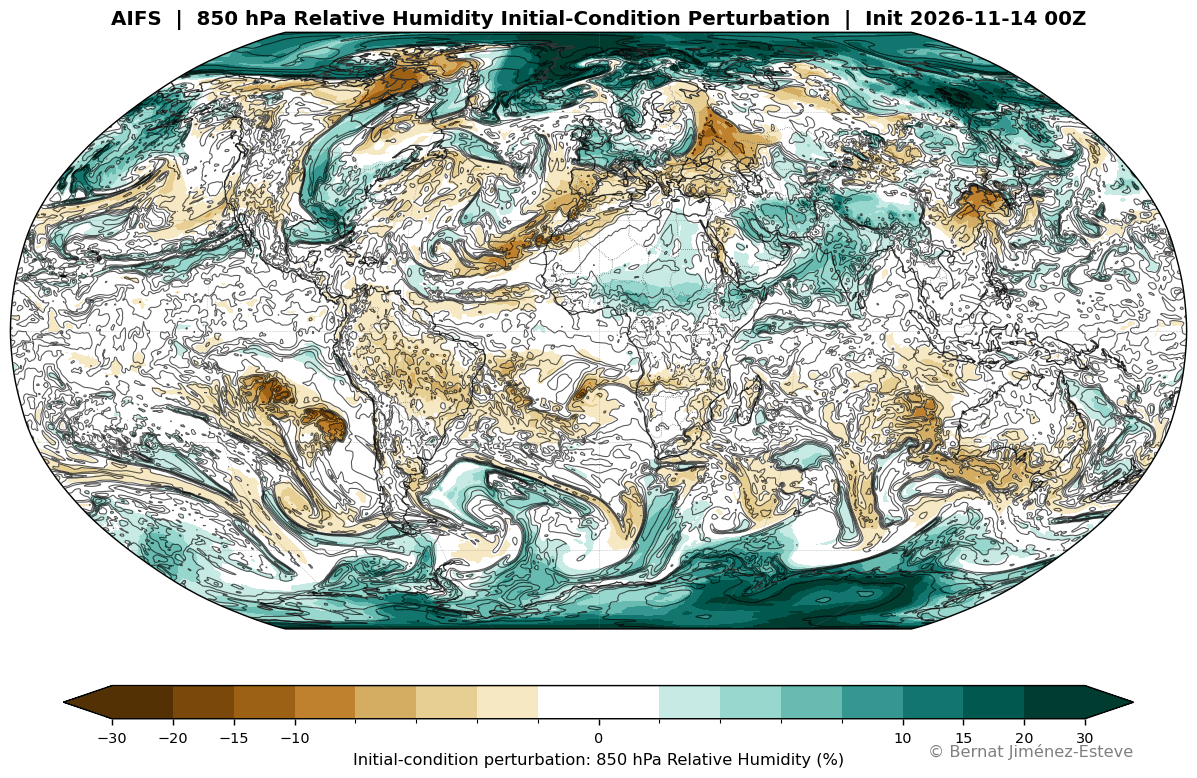 AIFS | 850 hPa Relative Humidity Initial-Condition Perturbation | Init 2026-11-14 00Z
−30 −20 −15 −10 0 10 15 20 30
Initial-condition perturbation: 850 hPa Relative Humidity (%)
© Bernat Jiménez-Esteve